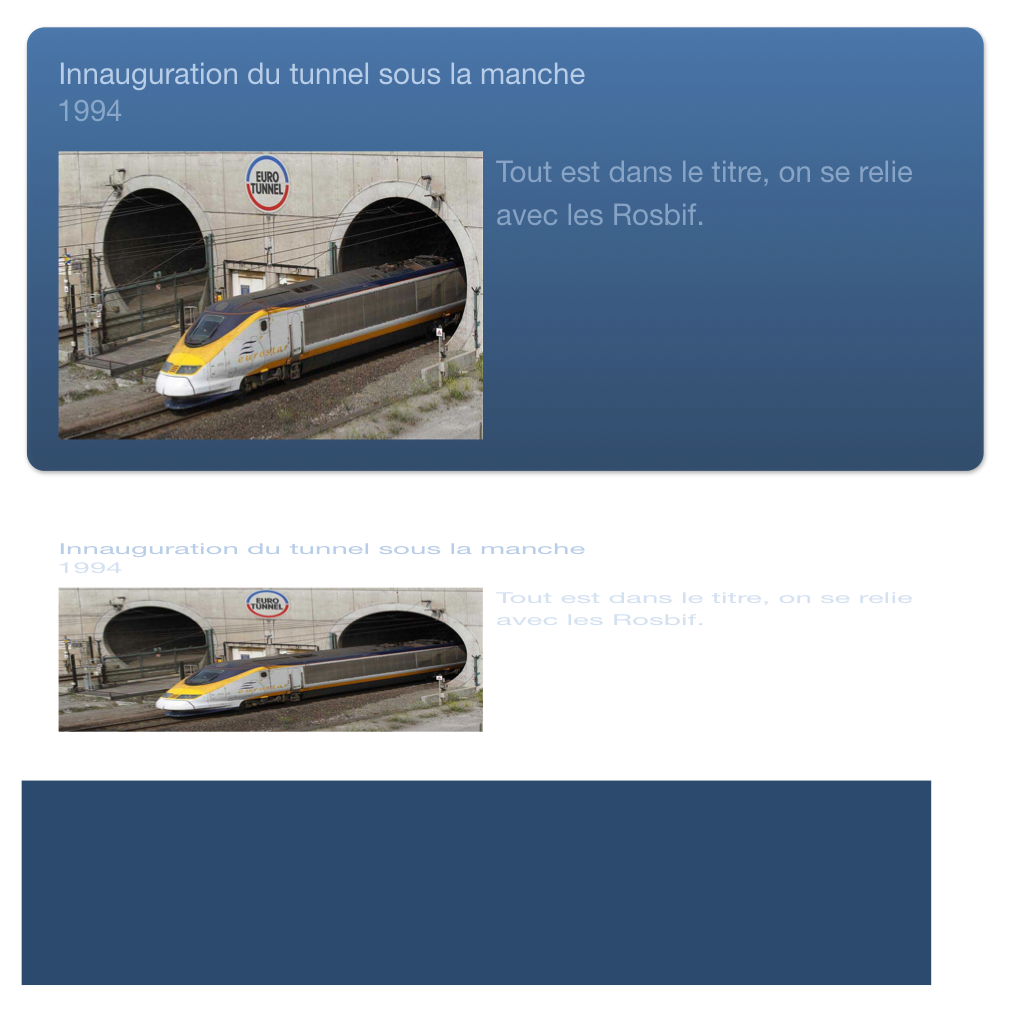 Innauguration du tunnel sous la manche
1994
EURO
TUNNEL
Tout est dans le titre, on se relie
avec les Rosbif.
eurostar
Innauguration du tunnel sous la manche
1994
EURO
TUNNEL
Tout est dans le titre, on se relie
avec les Rosbif.
eurostar